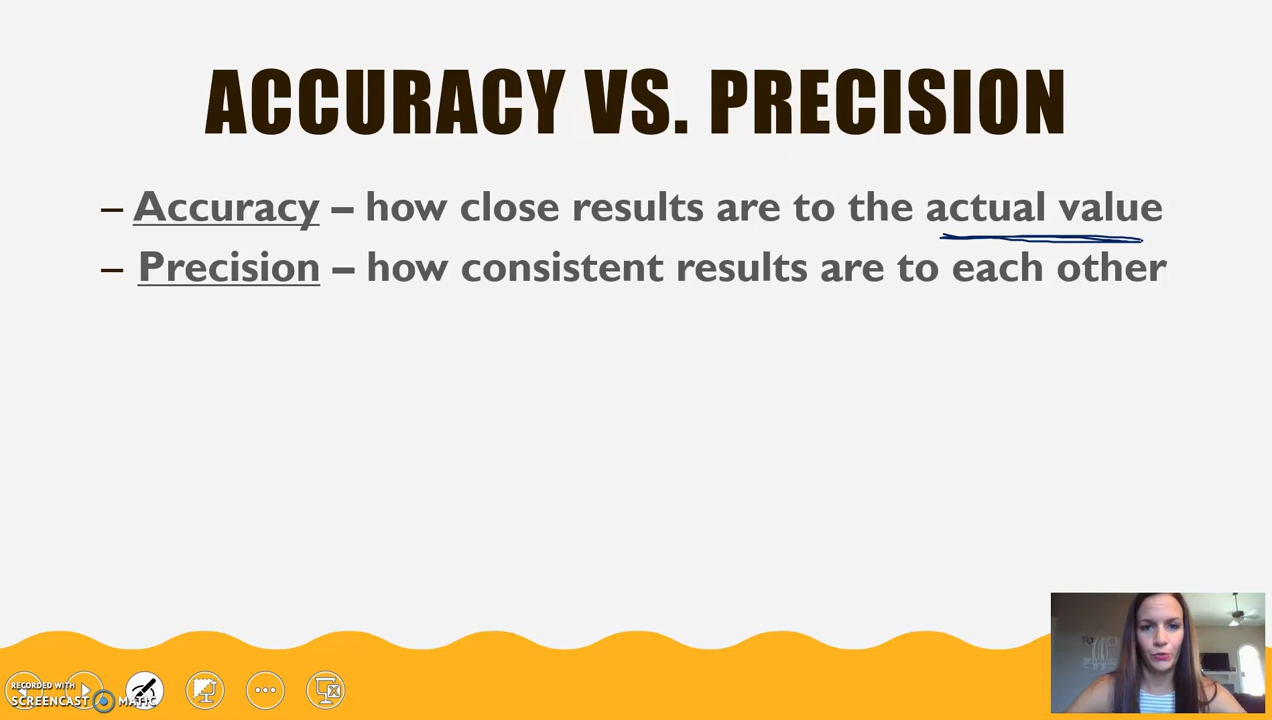 ACCURACY VS. PRECISION
– Accuracy – how close results are to the actual value
– Precision – how consistent results are to each other
RECORDED WITH
SCREENCAST MATIC